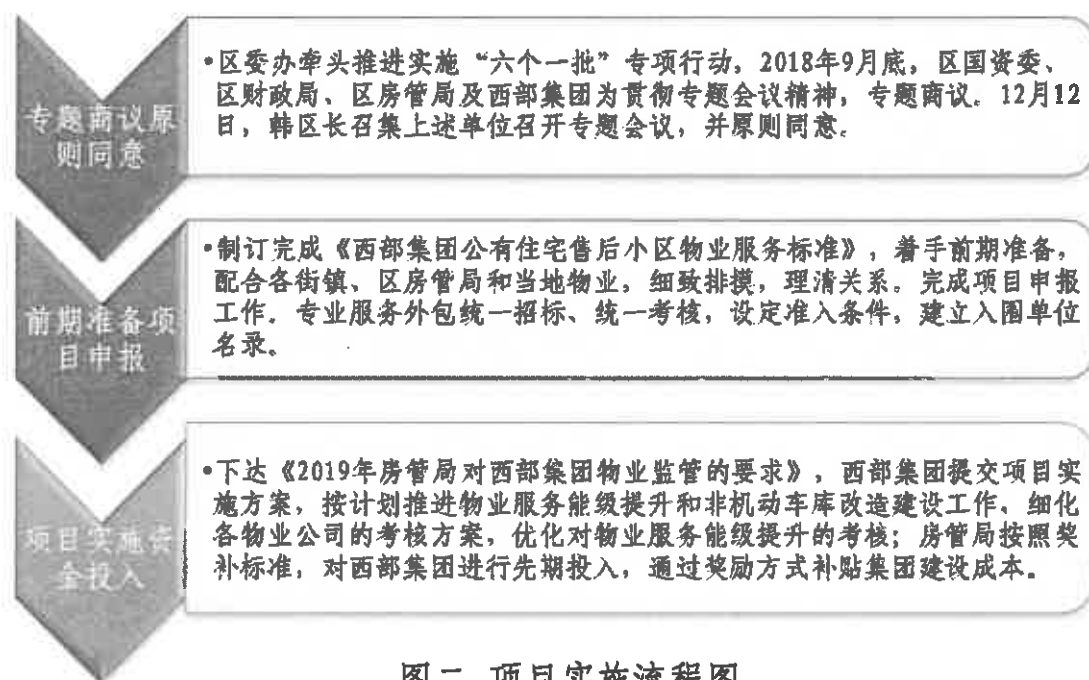 专题商议原
则同意
•区委办牵头推进实施“六个一批”专项行动，2018年9月底，区国资委、
区财政局、区房管局及西部集团为贯彻专题会议精神，专题商议。12月12
日，韩区长召集上述单位召开专题会议，并原则同意。
前期准备项
目申报
•制订完成《西部集团公有住宅售后小区物业服务标准》，着手前期准备，
配合各街镇、区房管局和当地物业，细致排摸，理清关系。完成项目申报
工作。专业服务外包统一招标、统一考核，设定准入条件，建立入围单位
名录。
项目实施资
金投入
•下达《2019年房管局对西部集团物业监管的要求》，西部集团提交项目实
施方案，按计划推进物业服务能级提升和非机动车库改造建设工作。细化
各物业公司的考核方案，优化对物业服务能级提升的考核；房管局按照奖
补标准，对西部集团进行先期投入，通过奖励方式补贴集团建设成本。
图二 项目实施流程图